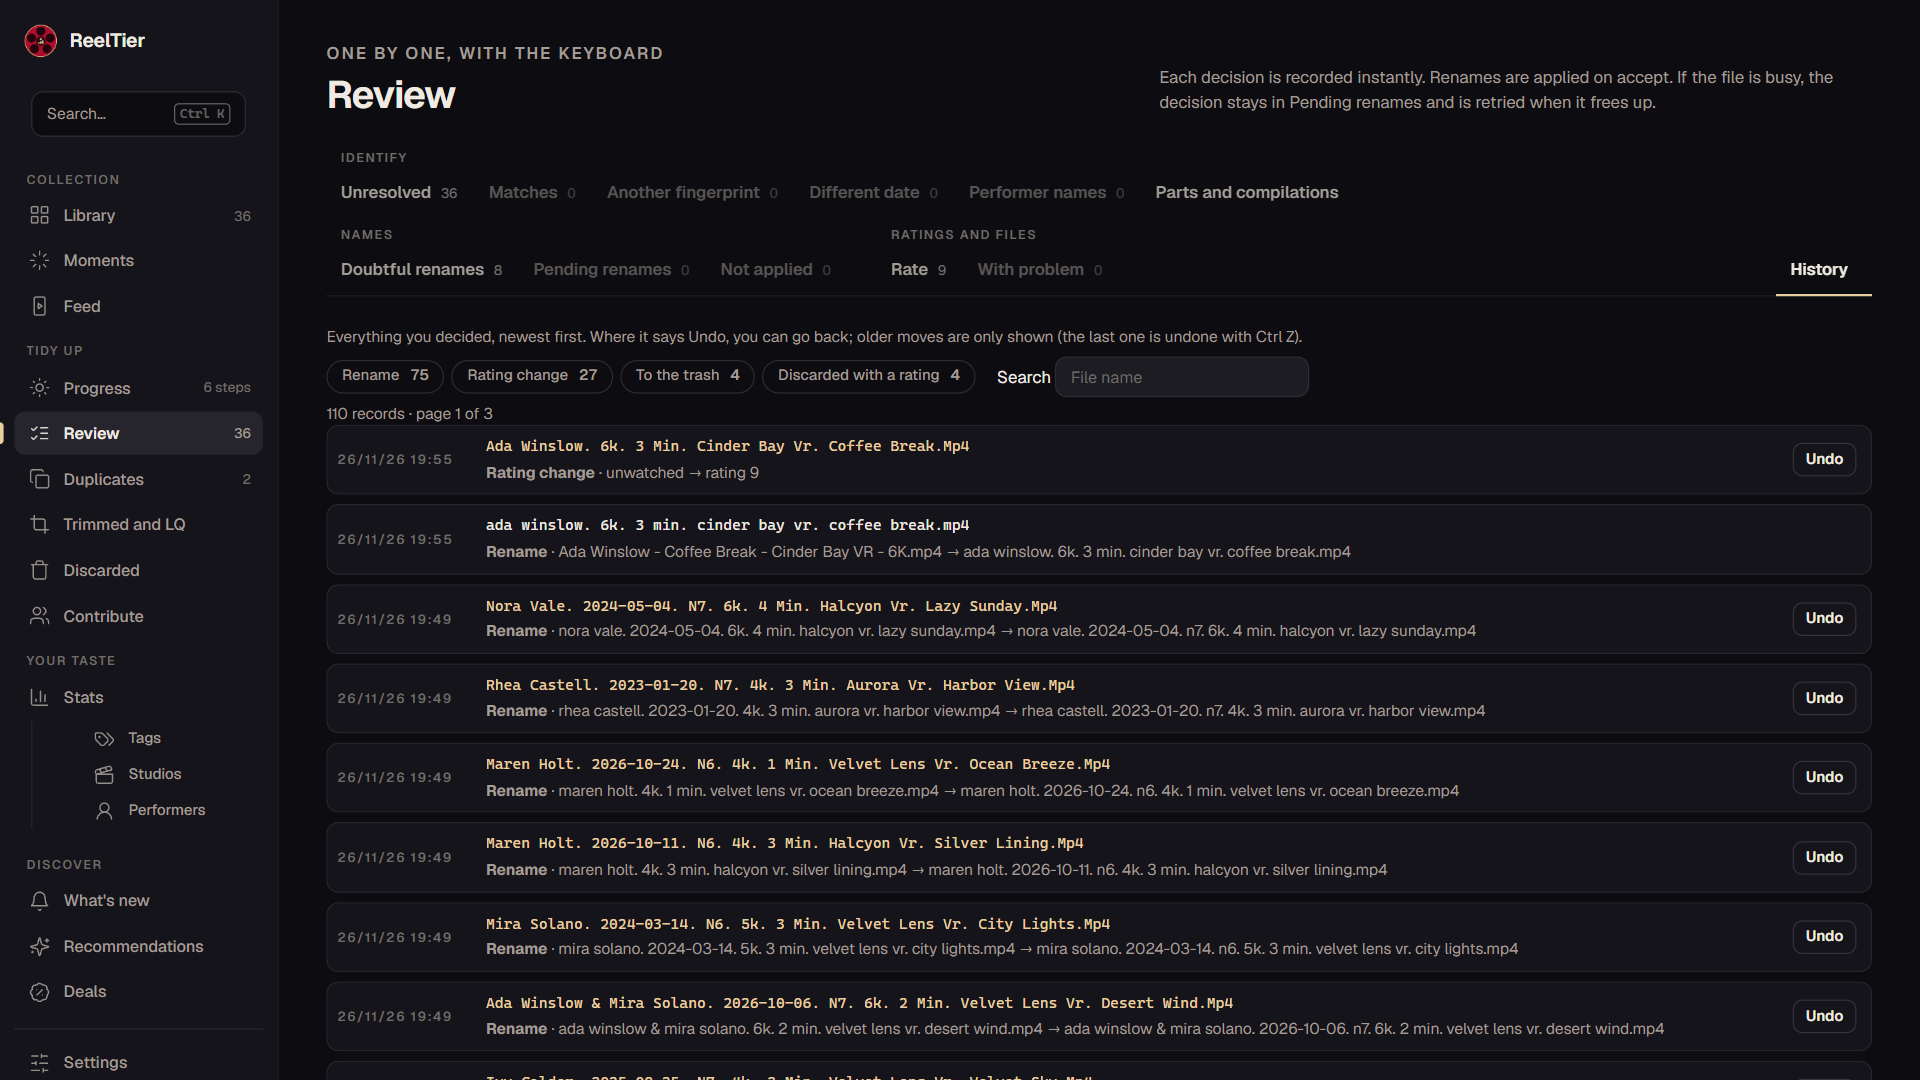 ReelTier
Search...
Ctrl K
COLLECTION
Library 36
Moments
Feed
TIDY UP
Progress 6 steps
Review 36
Duplicates 2
Trimmed and LQ
Discarded
Contribute
YOUR TASTE
Stats
Tags
Studios
Performers
DISCOVER
What's new
Recommendations
Deals
Settings
ONE BY ONE, WITH THE KEYBOARD
Review
Each decision is recorded instantly. Renames are applied on accept. If the file is busy, the
decision stays in Pending renames and is retried when it frees up.
IDENTIFY
Unresolved 36 Matches 0 Another fingerprint 0 Different date 0 Performer names 0 Parts and compilations
NAMES
Doubtful renames 8 Pending renames 0 Not applied 0
RATINGS AND FILES
Rate 9 With problem 0
History
Everything you decided, newest first. Where it says Undo, you can go back; older moves are only shown (the last one is undone with Ctrl Z).
Rename 75 Rating change 27 To the trash 4 Discarded with a rating 4 Search File name
110 records · page 1 of 3
26/11/26 19:55
Ada Winslow. 6k. 3 Min. Cinder Bay Vr. Coffee Break.Mp4
Rating change · unwatched → rating 9
Undo
26/11/26 19:55
ada winslow. 6k. 3 min. cinder bay vr. coffee break.mp4
Rename · Ada Winslow - Coffee Break - Cinder Bay VR - 6K.mp4 → ada winslow. 6k. 3 min. cinder bay vr. coffee break.mp4
26/11/26 19:49
Nora Vale. 2024-05-04. N7. 6k. 4 Min. Halcyon Vr. Lazy Sunday.Mp4
Rename · nora vale. 2024-05-04. 6k. 4 min. halcyon vr. lazy sunday.mp4 → nora vale. 2024-05-04. n7. 6k. 4 min. halcyon vr. lazy sunday.mp4
Undo
26/11/26 19:49
Rhea Castell. 2023-01-20. N7. 4k. 3 Min. Aurora Vr. Harbor View.Mp4
Rename · rhea castell. 2023-01-20. 4k. 3 min. aurora vr. harbor view.mp4 → rhea castell. 2023-01-20. n7. 4k. 3 min. aurora vr. harbor view.mp4
Undo
26/11/26 19:49
Maren Holt. 2026-10-24. N6. 4k. 1 Min. Velvet Lens Vr. Ocean Breeze.Mp4
Rename · maren holt. 4k. 1 min. velvet lens vr. ocean breeze.mp4 → maren holt. 2026-10-24. n6. 4k. 1 min. velvet lens vr. ocean breeze.mp4
Undo
26/11/26 19:49
Maren Holt. 2026-10-11. N6. 4k. 3 Min. Halcyon Vr. Silver Lining.Mp4
Rename · maren holt. 4k. 3 min. halcyon vr. silver lining.mp4 → maren holt. 2026-10-11. n6. 4k. 3 min. halcyon vr. silver lining.mp4
Undo
26/11/26 19:49
Mira Solano. 2024-03-14. N6. 5k. 3 Min. Velvet Lens Vr. City Lights.Mp4
Rename · mira solano. 2024-03-14. 5k. 3 min. velvet lens vr. city lights.mp4 → mira solano. 2024-03-14. n6. 5k. 3 min. velvet lens vr. city lights.mp4
Undo
26/11/26 19:49
Ada Winslow & Mira Solano. 2026-10-06. N7. 6k. 2 Min. Velvet Lens Vr. Desert Wind.Mp4
Rename · ada winslow & mira solano. 6k. 2 min. velvet lens vr. desert wind.mp4 → ada winslow & mira solano. 2026-10-06. n7. 6k. 2 min. velvet lens vr. desert wind.mp4
Undo